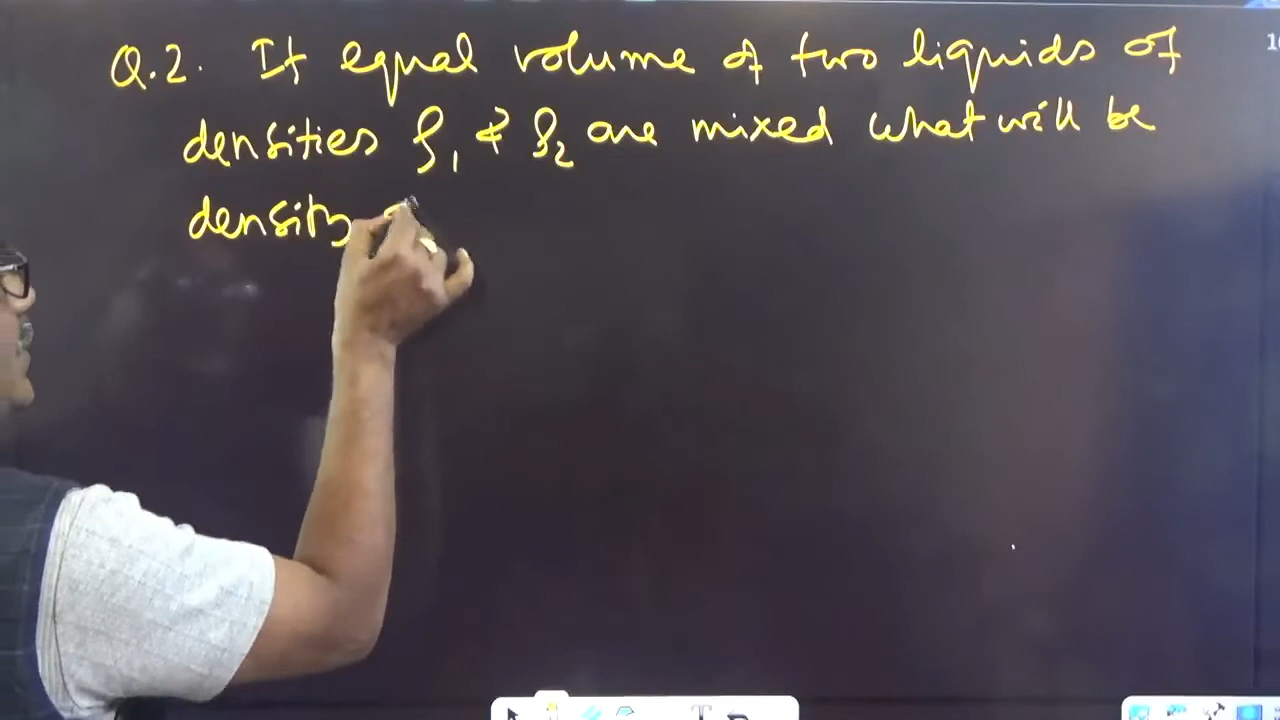 Q.2. If equal volume of two liquids of
densities ρ₁ & ρ₂ are mixed what will be
density